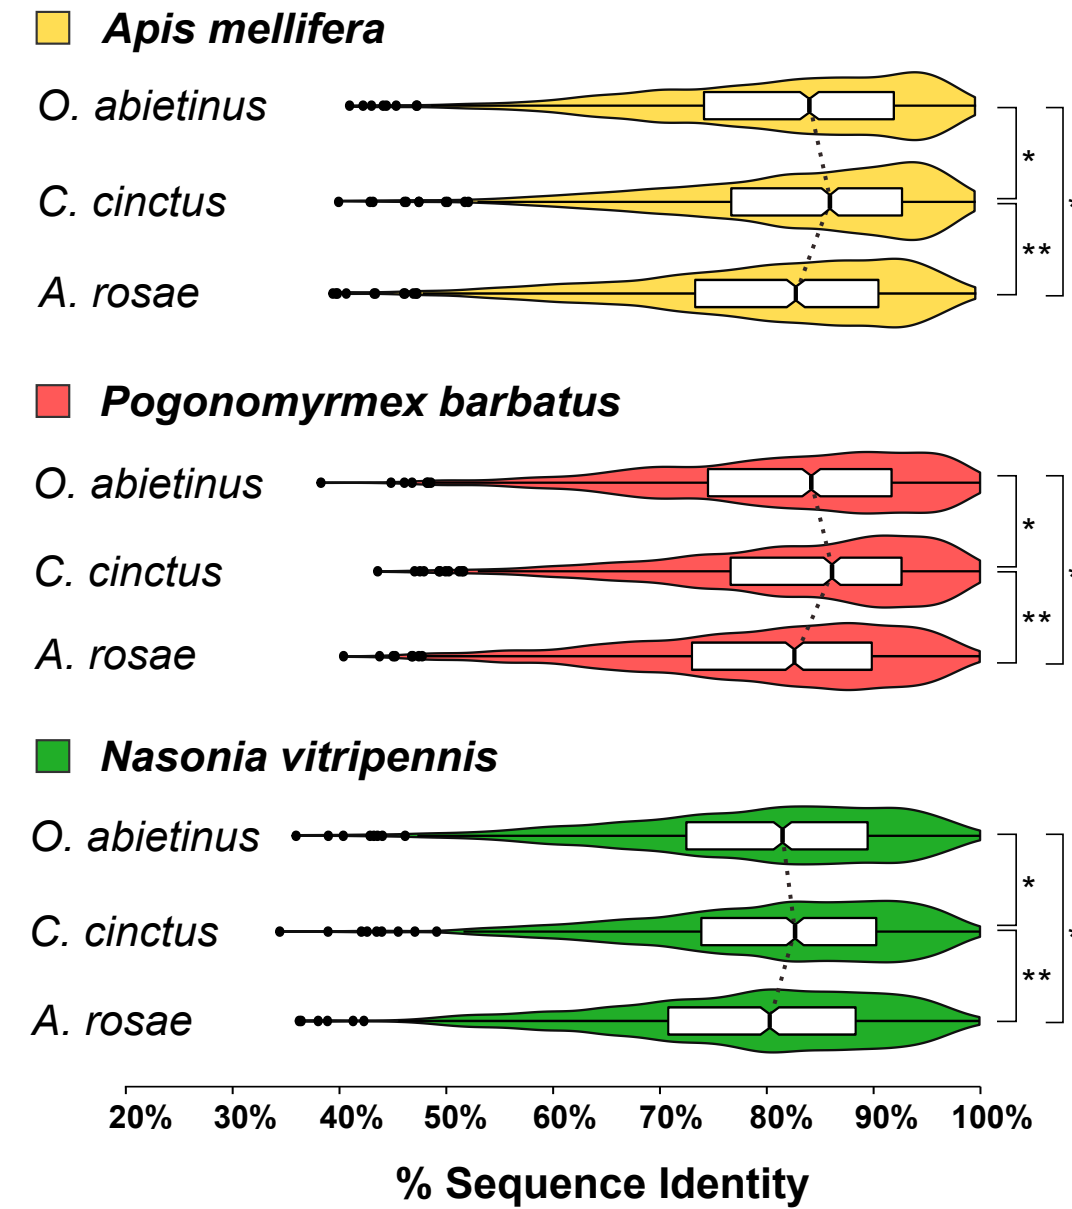 Apis mellifera
O. abietinus
*
C. cinctus
*
**
A. rosae
Pogonomyrmex barbatus
O. abietinus
*
C. cinctus
*
**
A. rosae
Nasonia vitripennis
O. abietinus
*
C. cinctus
*
**
A. rosae
20% 30% 40% 50% 60% 70% 80% 90% 100%
% Sequence Identity